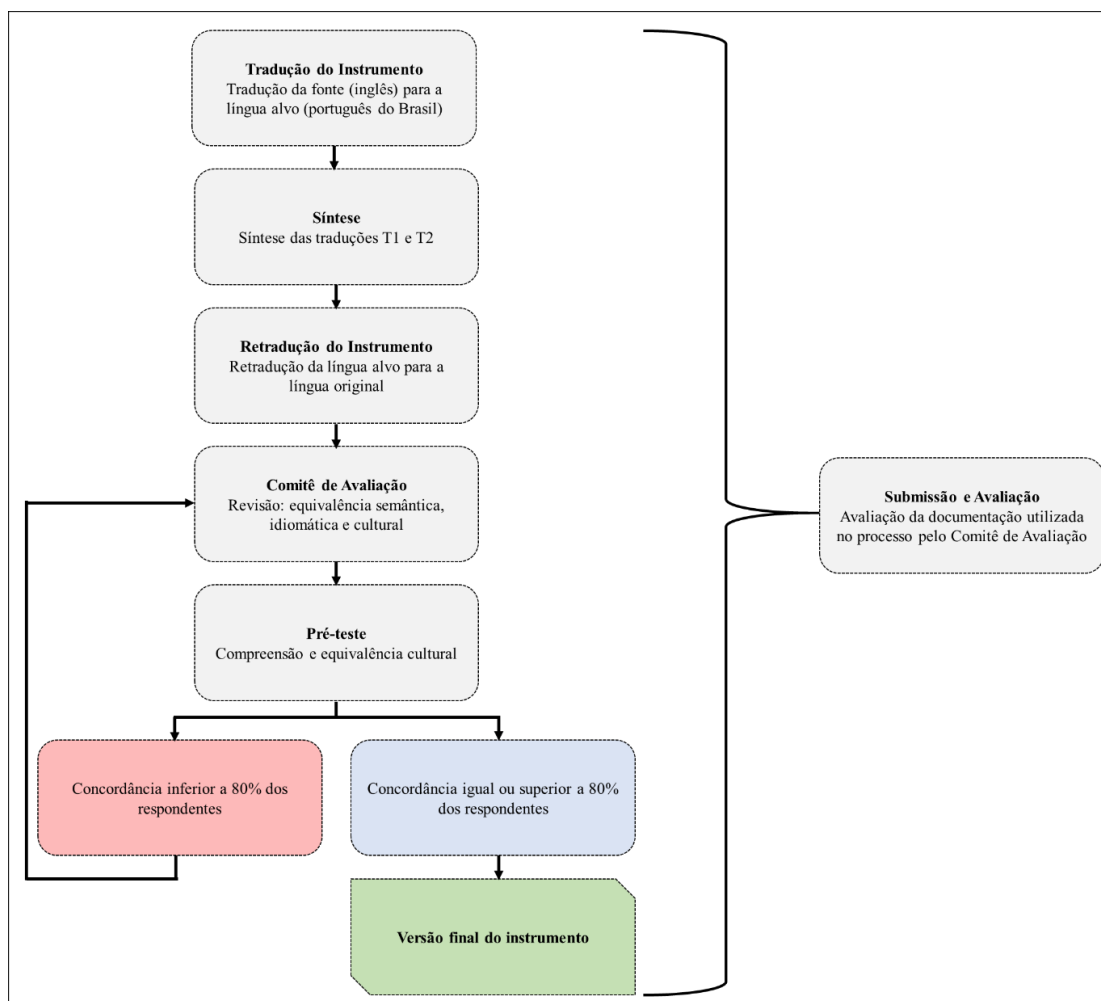 Tradução do Instrumento
Tradução da fonte (inglês) para a
língua alvo (português do Brasil)
Síntese
Síntese das traduções T1 e T2
Retradução do Instrumento
Retradução da língua alvo para a
língua original
Comitê de Avaliação
Revisão: equivalência semântica,
idiomática e cultural
Submissão e Avaliação
Avaliação da documentação utilizada
no processo pelo Comitê de Avaliação
Pré-teste
Compreensão e equivalência cultural
Concordância inferior a 80% dos
respondentes
Concordância igual ou superior a 80%
dos respondentes
Versão final do instrumento